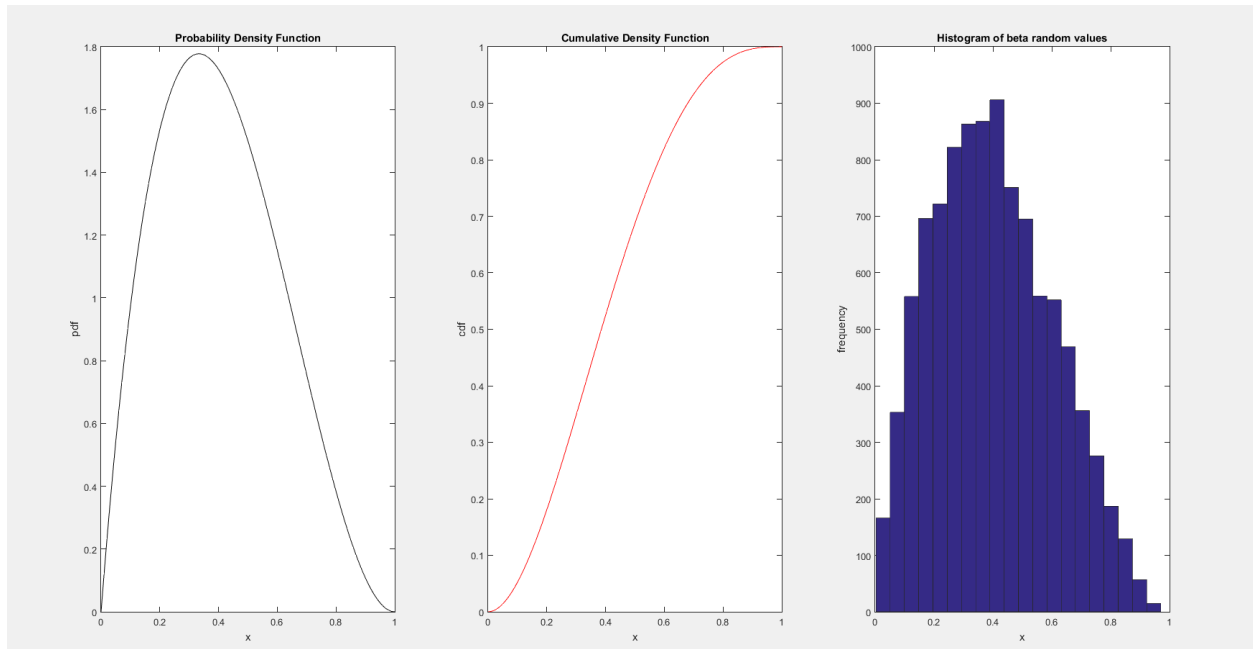 Probability Density Function
1.8
1.6
1.4
1.2
1
0.8
0.6
0.4
0.2
0
pdf
0 0.2 0.4 0.6 0.8 1
x
Cumulative Density Function
1
0.9
0.8
0.7
0.6
0.5
0.4
0.3
0.2
0.1
0
cdf
0 0.2 0.4 0.6 0.8 1
x
Histogram of beta random values
1000
900
800
700
600
500
400
300
200
100
0
frequency
0 0.2 0.4 0.6 0.8 1
x